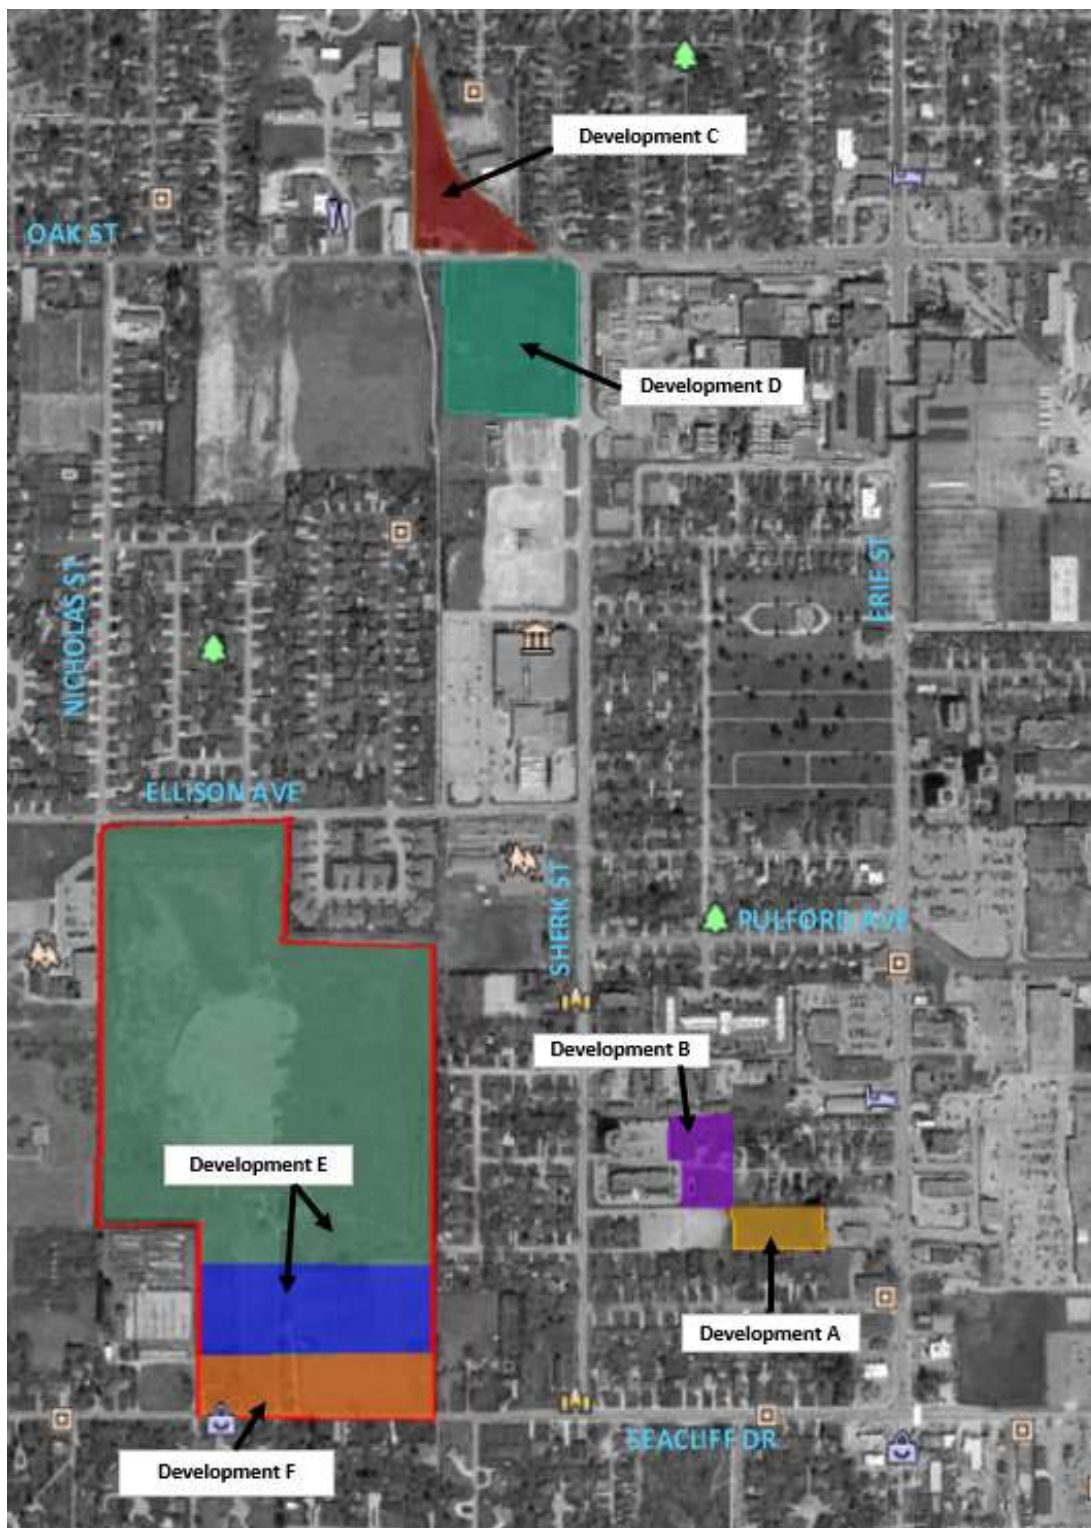 Development C
OAK ST
Development D
NICHOLAS ST
ERIE ST
ELLISON AVE
SHERK ST
PULFORD AVE
Development B
Development E
Development A
SEACLIFF DR
Development F